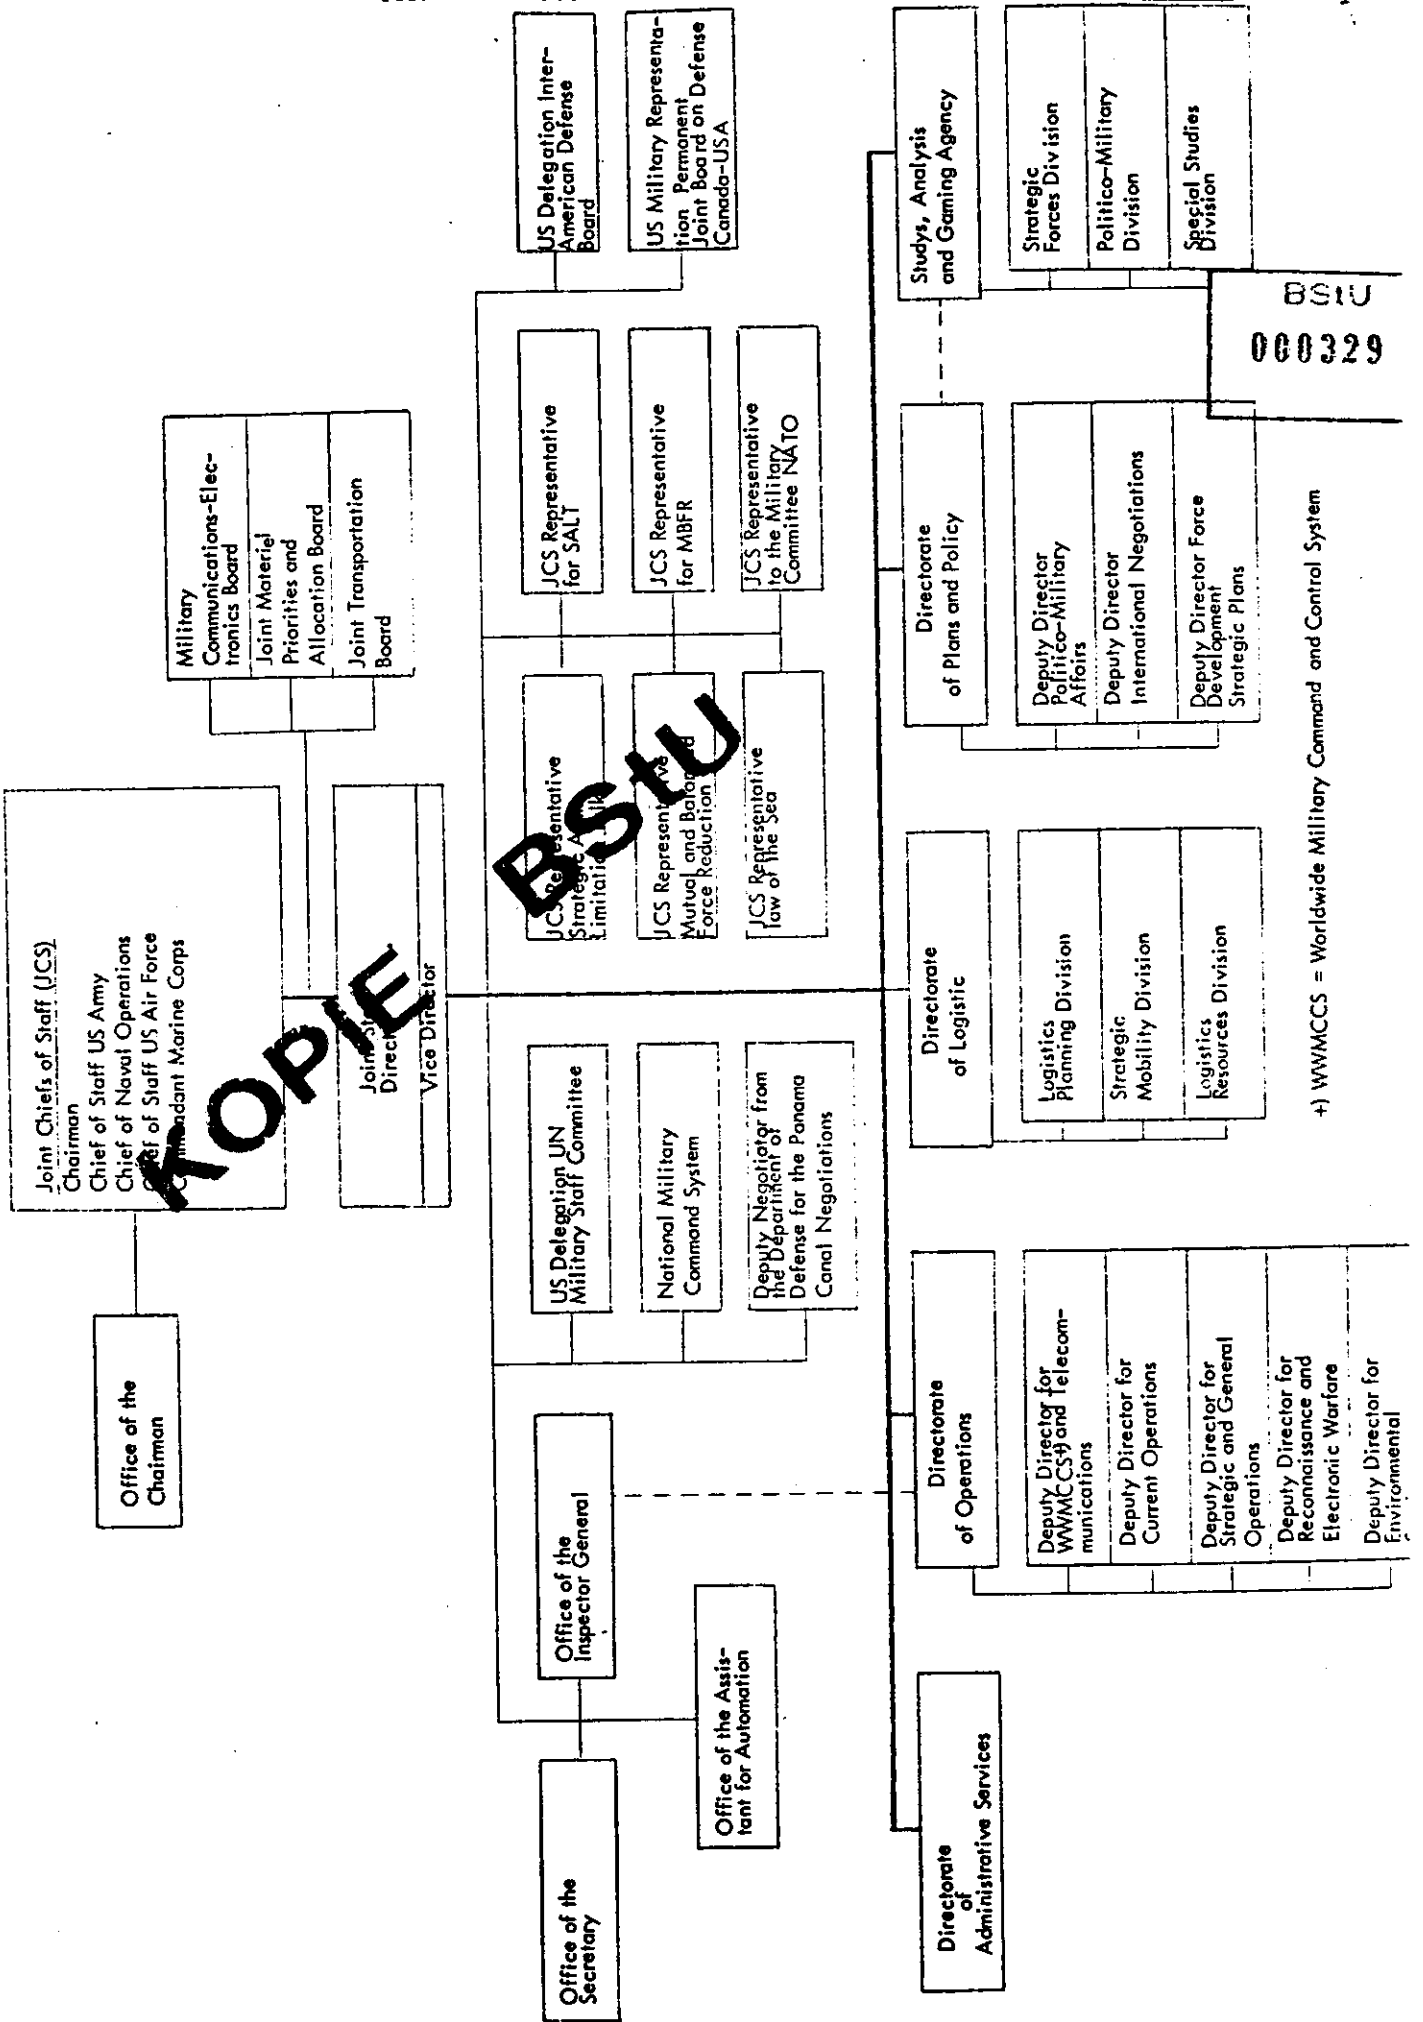 Joint Chiefs of Staff (JCS)
Chairman
Chief of Staff US Army
Chief of Naval Operations
of Staff US Air Force
Marine Corps
Office of the
Chairman
Military
Communications-Elec-
tronics Board
Joint Materiel
Priorities and
Allocation Board
Joint Transportation
Board
Vice Director
KOPIE
BStU
Office of the
Secretary
Office of the
Inspector General
Office of the Assis-
tant for Automation
US Delegation UN
Military Staff Committee
National Military
Command System
Deputy Negotiator from
the Department of
Defense for the Panama
Canal Negotiations
JCS Representative
Strategic
JCS
Mutual and
Force Reduction
JCS Representative
law of the Sea
JCS Representative
for SALT
JCS Representative
for MBFR
JCS Representative
to the Military
Committee NATO
US Delegation Inter-
American Defense
Board
US Military Representa-
tion Permanent
Joint Board on Defense
Canada-USA
Directorate
of
Administrative Services
Directorate
of Operations
Deputy Director for
WWMCCS+) and Telecom-
munications
Deputy Director for
Current Operations
Deputy Director for
Strategic and General
Operations
Deputy Director for
Reconnaissance and
Electronic Warfare
Deputy Director for
Environmental
Directorate
of Logistic
Logistics
Planning Division
Strategic
Mobility Division
Logistics
Resources Division
Directorate
of Plans and Policy
Deputy Director
Politico-Military
Affairs
Deputy Director
International Negotiations
Deputy Director Force
Development
Strategic Plans
Studys, Analysis
and Gaming Agency
Strategic
Forces Division
Politico-Military
Division
Special Studies
Division
BStU
000329
+) WWMCCS = Worldwide Military Command and Control System